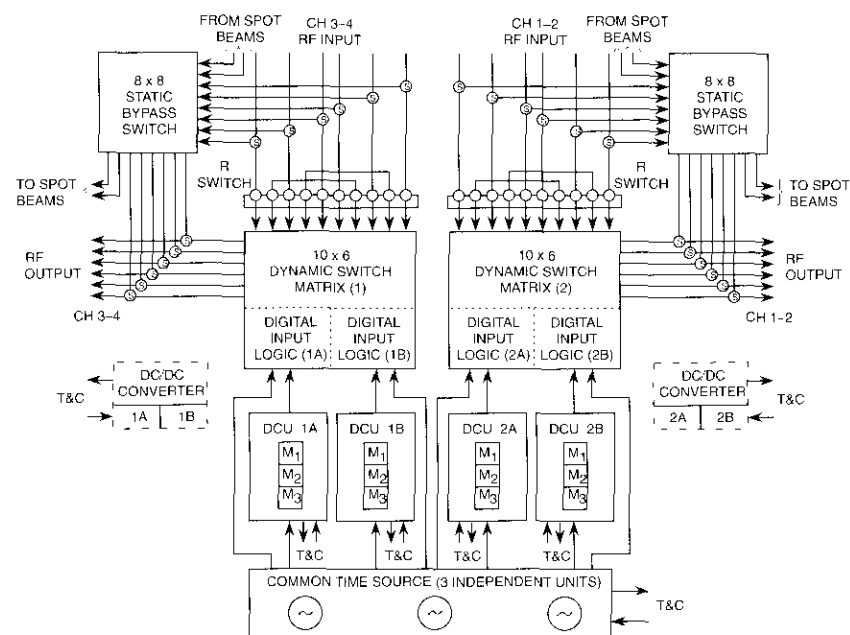 FROM SPOT
BEAMS
CH 3-4
RF INPUT
CH 1-2
RF INPUT
FROM SPOT
BEAMS
8 x 8
STATIC
BYPASS
SWITCH
8 x 8
STATIC
BYPASS
SWITCH
S S S S S S
S S S S S S
TO SPOT
BEAMS
R
SWITCH
R
SWITCH
TO SPOT
BEAMS
RF
OUTPUT
S S S S S S
10 x 6
DYNAMIC SWITCH
MATRIX (1)
10 x 6
DYNAMIC SWITCH
MATRIX (2)
S S S S S S
RF
OUTPUT
CH 3-4
CH 1-2
DIGITAL
INPUT
LOGIC (1A)
DIGITAL
INPUT
LOGIC (1B)
DIGITAL
INPUT
LOGIC (2A)
DIGITAL
INPUT
LOGIC (2B)
T&C
DC/DC
CONVERTER
1A 1B
DC/DC
CONVERTER
2A 2B
T&C
DCU 1A
M1
M2
M3
DCU 1B
M1
M2
M3
DCU 2A
M1
M2
M3
DCU 2B
M1
M2
M3
T&C
T&C
T&C
T&C
COMMON TIME SOURCE (3 INDEPENDENT UNITS)
~ ~ ~
T&C